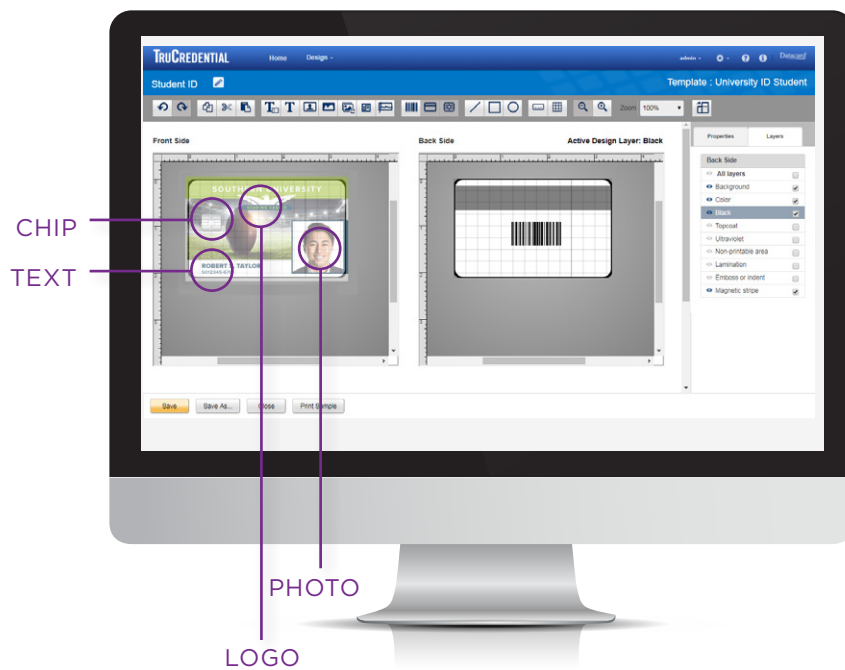 TRUCREDENTIAL Home Design admin Datacard
Student ID Template : University ID Student
Zoom 100%
Front Side
Back Side Active Design Layer: Black
Properties Layers
Back Side
All layers
Background
Color
Black
Topcoat
Ultraviolet
Non-printable area
Lamination
Emboss or indent
Magnetic stripe
UNIVERSITY
ROBERT TAYLOR
CHIP
TEXT
Save Save As... Close Print Sample
PHOTO
LOGO